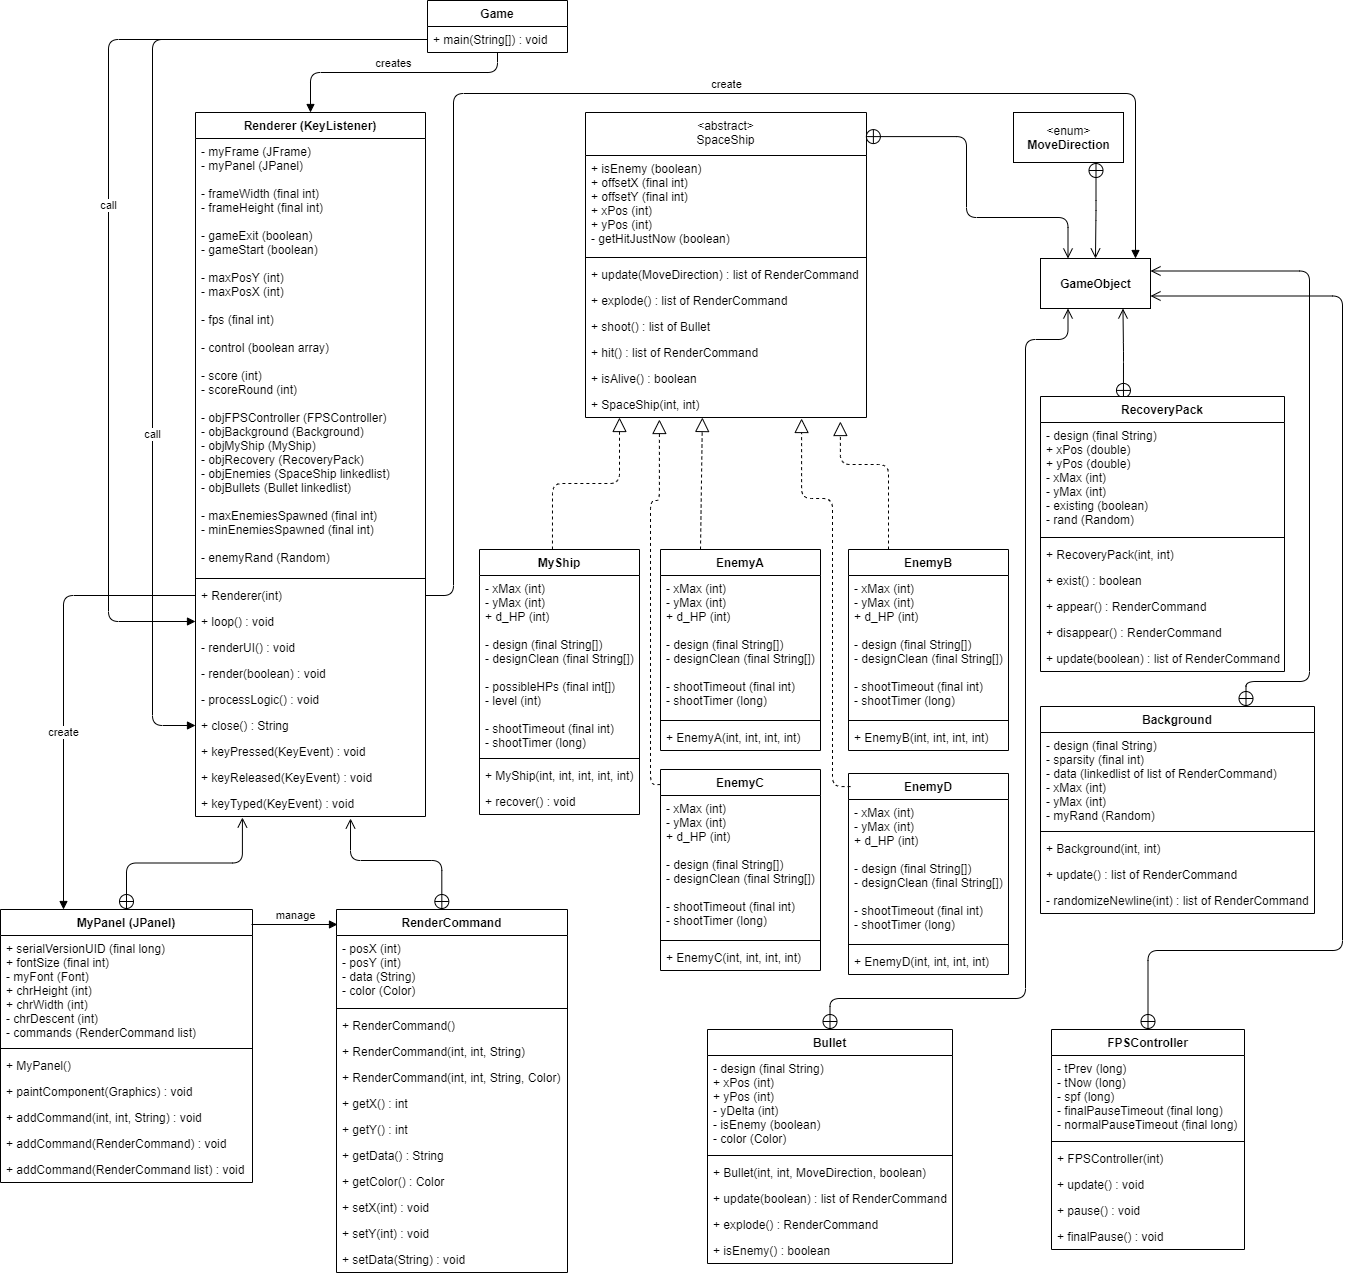 Game
+ main(String[]) : void
creates
create
call
call
create
manage
Renderer (KeyListener)
- myFrame (JFrame)
- myPanel (JPanel)
- frameWidth (final int)
- frameHeight (final int)
- gameExit (boolean)
- gameStart (boolean)
- maxPosY (int)
- maxPosX (int)
- fps (final int)
- control (boolean array)
- score (int)
- scoreRound (int)
- objFPSController (FPSController)
- objBackground (Background)
- objMyShip (MyShip)
- objRecovery (RecoveryPack)
- objEnemies (SpaceShip linkedlist)
- objBullets (Bullet linkedlist)
- maxEnemiesSpawned (final int)
- minEnemiesSpawned (final int)
- enemyRand (Random)
+ Renderer(int)
+ loop() : void
- renderUI() : void
- render(boolean) : void
- processLogic() : void
+ close() : String
+ keyPressed(KeyEvent) : void
+ keyReleased(KeyEvent) : void
+ keyTyped(KeyEvent) : void
<abstract>
SpaceShip
+ isEnemy (boolean)
+ offsetX (final int)
+ offsetY (final int)
+ xPos (int)
+ yPos (int)
- getHitJustNow (boolean)
+ update(MoveDirection) : list of RenderCommand
+ explode() : list of RenderCommand
+ shoot() : list of Bullet
+ hit() : list of RenderCommand
+ isAlive() : boolean
+ SpaceShip(int, int)
<enum>
MoveDirection
GameObject
RecoveryPack
- design (final String)
+ xPos (double)
+ yPos (double)
- xMax (int)
- yMax (int)
- existing (boolean)
- rand (Random)
+ RecoveryPack(int, int)
+ exist() : boolean
+ appear() : RenderCommand
+ disappear() : RenderCommand
+ update(boolean) : list of RenderCommand
MyShip
- xMax (int)
- yMax (int)
+ d_HP (int)
- design (final String[])
- designClean (final String[])
- possibleHPs (final int[])
- level (int)
- shootTimeout (final int)
- shootTimer (long)
+ MyShip(int, int, int, int, int)
+ recover() : void
EnemyA
- xMax (int)
- yMax (int)
+ d_HP (int)
- design (final String[])
- designClean (final String[])
- shootTimeout (final int)
- shootTimer (long)
+ EnemyA(int, int, int, int)
EnemyB
- xMax (int)
- yMax (int)
+ d_HP (int)
- design (final String[])
- designClean (final String[])
- shootTimeout (final int)
- shootTimer (long)
+ EnemyB(int, int, int, int)
EnemyC
- xMax (int)
- yMax (int)
+ d_HP (int)
- design (final String[])
- designClean (final String[])
- shootTimeout (final int)
- shootTimer (long)
+ EnemyC(int, int, int, int)
EnemyD
- xMax (int)
- yMax (int)
+ d_HP (int)
- design (final String[])
- designClean (final String[])
- shootTimeout (final int)
- shootTimer (long)
+ EnemyD(int, int, int, int)
Background
- design (final String)
- sparsity (final int)
- data (linkedlist of list of RenderCommand)
- xMax (int)
- yMax (int)
- myRand (Random)
+ Background(int, int)
+ update() : list of RenderCommand
- randomizeNewline(int) : list of RenderCommand
MyPanel (JPanel)
+ serialVersionUID (final long)
+ fontSize (final int)
- myFont (Font)
+ chrHeight (int)
+ chrWidth (int)
- chrDescent (int)
- commands (RenderCommand list)
+ MyPanel()
+ paintComponent(Graphics) : void
+ addCommand(int, int, String) : void
+ addCommand(RenderCommand) : void
+ addCommand(RenderCommand list) : void
RenderCommand
- posX (int)
- posY (int)
- data (String)
- color (Color)
+ RenderCommand()
+ RenderCommand(int, int, String)
+ RenderCommand(int, int, String, Color)
+ getX() : int
+ getY() : int
+ getData() : String
+ getColor() : Color
+ setX(int) : void
+ setY(int) : void
+ setData(String) : void
Bullet
- design (final String)
+ xPos (int)
+ yPos (int)
- yDelta (int)
- isEnemy (boolean)
- color (Color)
+ Bullet(int, int, MoveDirection, boolean)
+ update(boolean) : list of RenderCommand
+ explode() : RenderCommand
+ isEnemy() : boolean
FPSController
- tPrev (long)
- tNow (long)
- spf (long)
- finalPauseTimeout (final long)
- normalPauseTimeout (final long)
+ FPSController(int)
+ update() : void
+ pause() : void
+ finalPause() : void